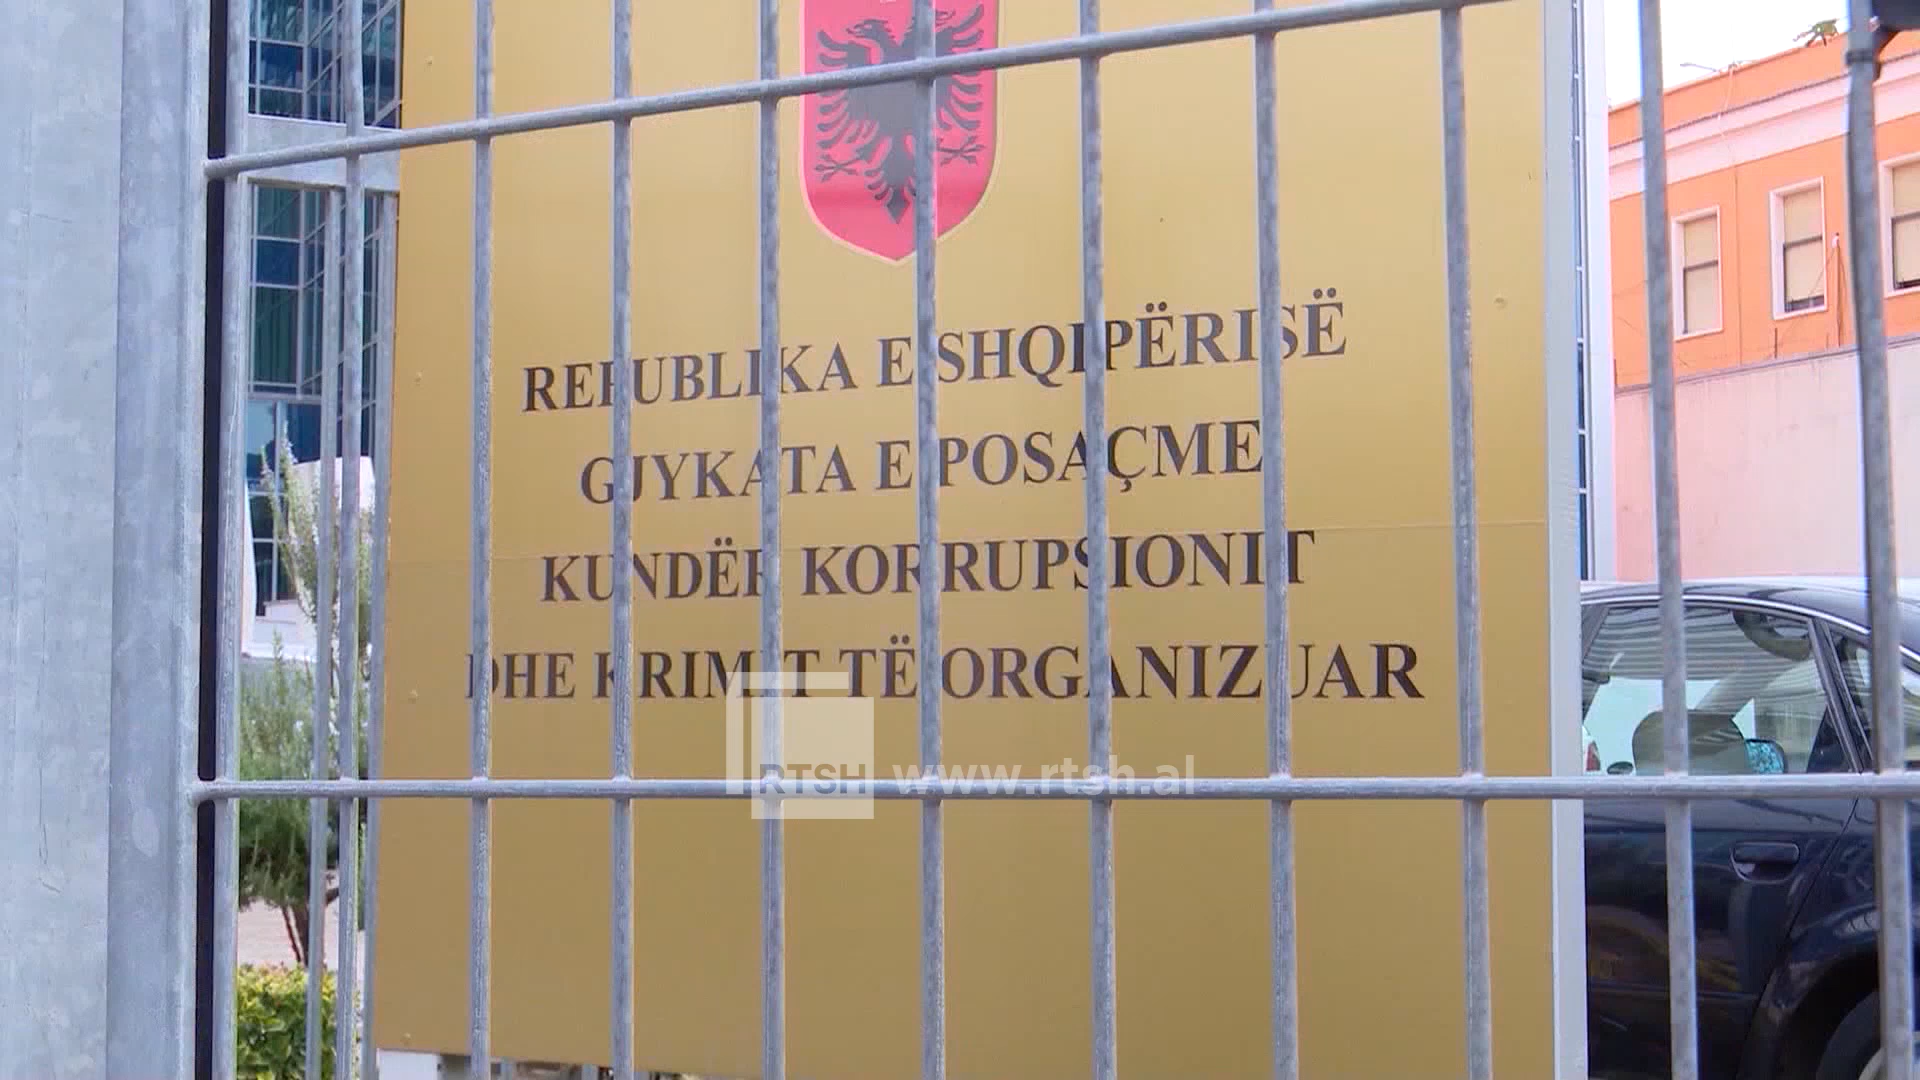 REPUBLIKA E SHQIPËRISË
GJYKATA E POSAÇME
KUNDËR KORRUPSIONIT
DHE KRIMIT TË ORGANIZUAR
RTSH www.rtsh.al